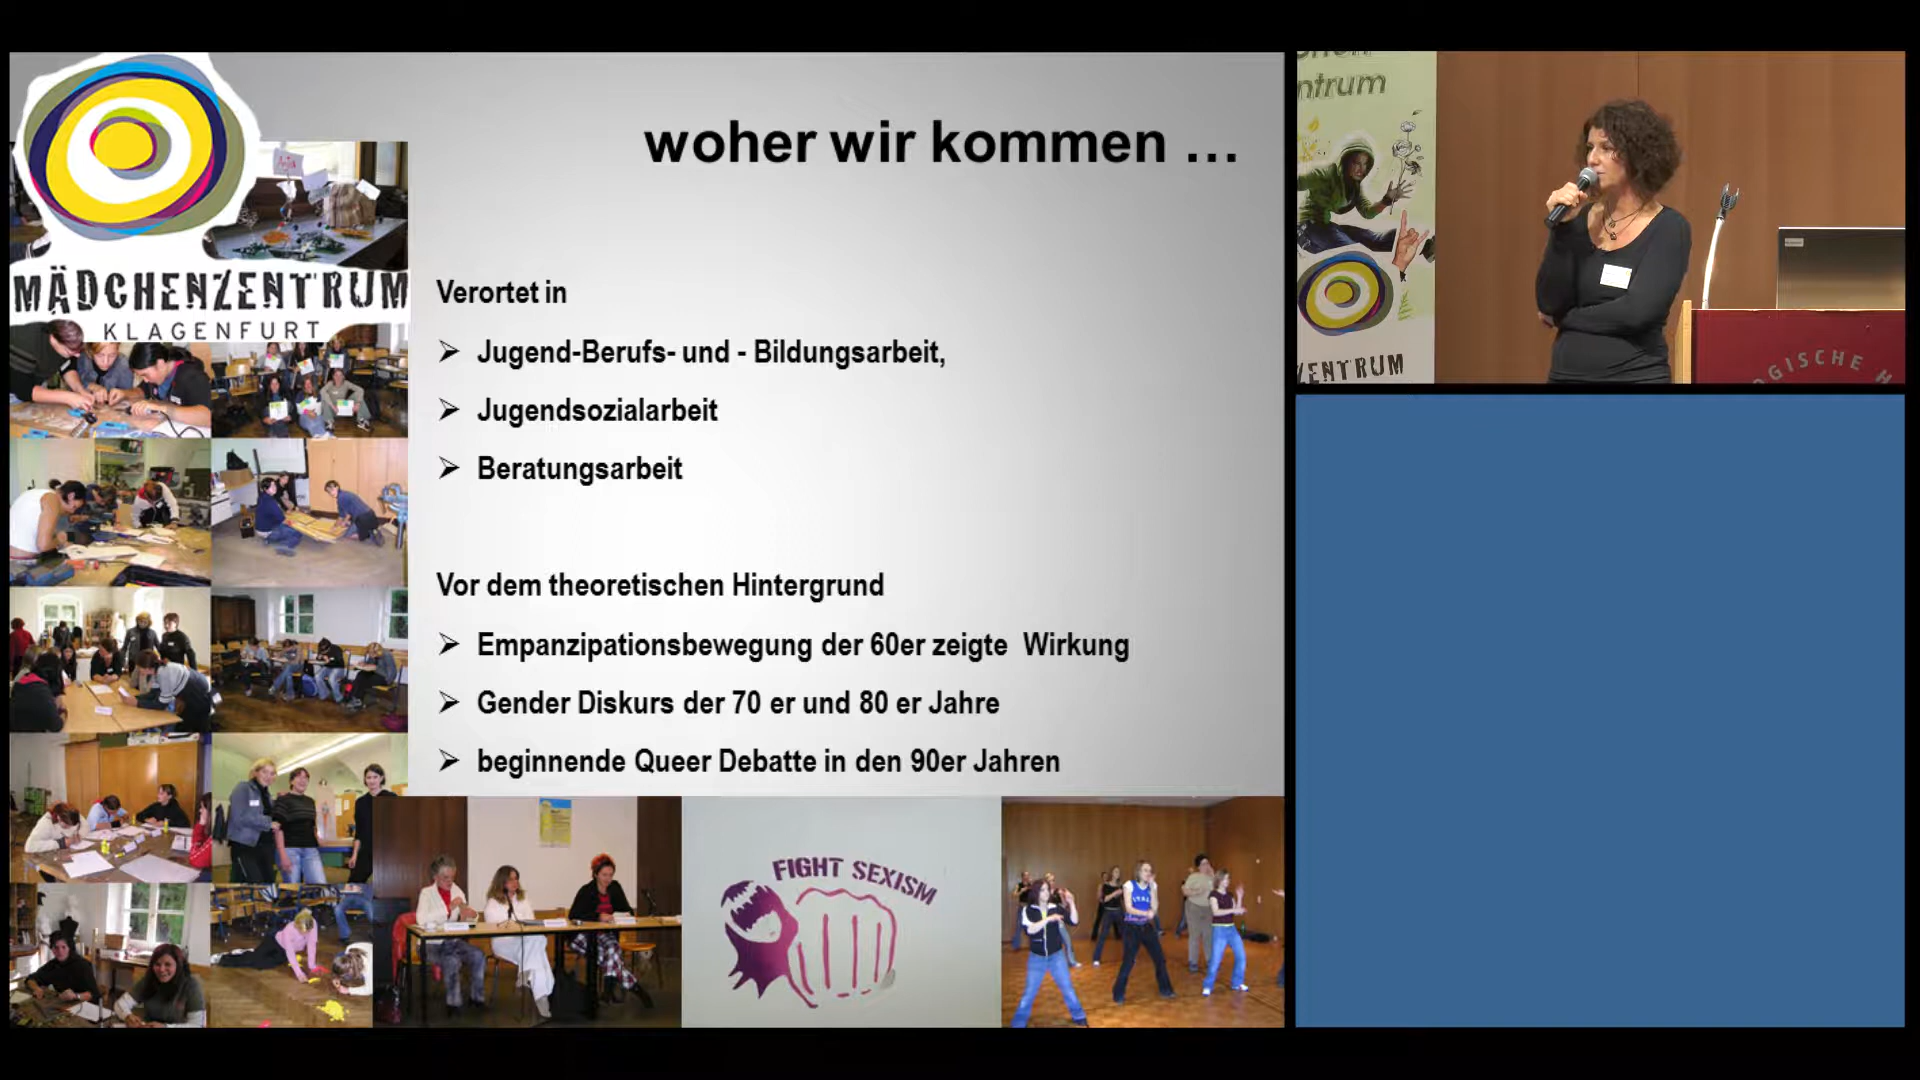 MÄDCHENZENTRUM
KLAGENFURT
woher wir kommen …
Verortet in
Jugend-Berufs- und - Bildungsarbeit,
Jugendsozialarbeit
Beratungsarbeit
Vor dem theoretischen Hintergrund
Empanzipationsbewegung der 60er zeigte Wirkung
Gender Diskurs der 70 er und 80 er Jahre
beginnende Queer Debatte in den 90er Jahren
FIGHT SEXISM
ntrum
ZENTRUM
OGISCHE H